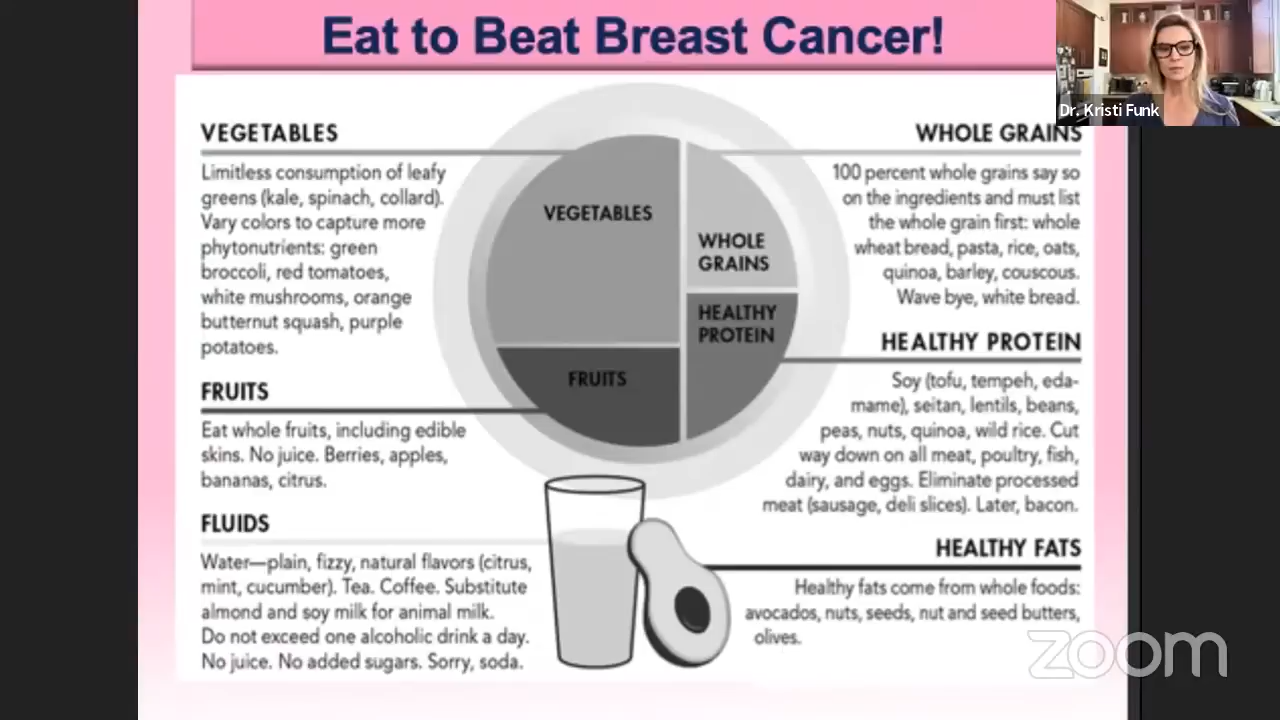 Eat to Beat Breast Cancer!
Dr. Kristi Funk
VEGETABLES
Limitless consumption of leafy
greens (kale, spinach, collard).
Vary colors to capture more
phytonutrients: green
broccoli, red tomatoes,
white mushrooms, orange
butternut squash, purple
potatoes.
FRUITS
Eat whole fruits, including edible
skins. No juice. Berries, apples,
bananas, citrus.
FLUIDS
Water—plain, fizzy, natural flavors (citrus,
mint, cucumber). Tea. Coffee. Substitute
almond and soy milk for animal milk.
Do not exceed one alcoholic drink a day.
No juice. No added sugars. Sorry, soda.
VEGETABLES
FRUITS
WHOLE
GRAINS
HEALTHY
PROTEIN
WHOLE GRAINS
100 percent whole grains say so
on the ingredients and must list
the whole grain first: whole
wheat bread, pasta, rice, oats,
quinoa, barley, couscous.
Wave bye, white bread.
HEALTHY PROTEIN
Soy (tofu, tempeh, eda-
mame), seitan, lentils, beans,
peas, nuts, quinoa, wild rice. Cut
way down on all meat, poultry, fish,
dairy, and eggs. Eliminate processed
meat (sausage, deli slices). Later, bacon.
HEALTHY FATS
Healthy fats come from whole foods:
avocados, nuts, seeds, nut and seed butters,
olives.
zoom